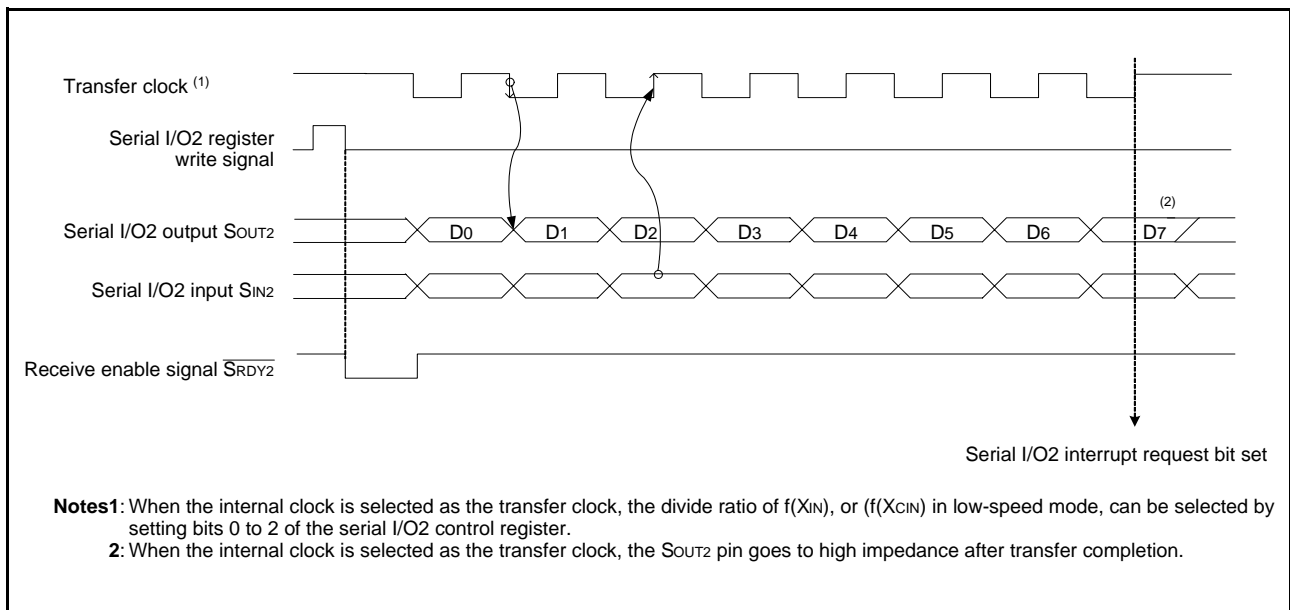 Transfer clock (1)
Serial I/O2 register
write signal
(2)
Serial I/O2 output SOUT2
D0 D1 D2 D3 D4 D5 D6 D7
Serial I/O2 input SIN2
Receive enable signal SRDY2
Serial I/O2 interrupt request bit set
Notes1: When the internal clock is selected as the transfer clock, the divide ratio of f(XIN), or (f(XCIN) in low-speed mode, can be selected by
setting bits 0 to 2 of the serial I/O2 control register.
2: When the internal clock is selected as the transfer clock, the SOUT2 pin goes to high impedance after transfer completion.